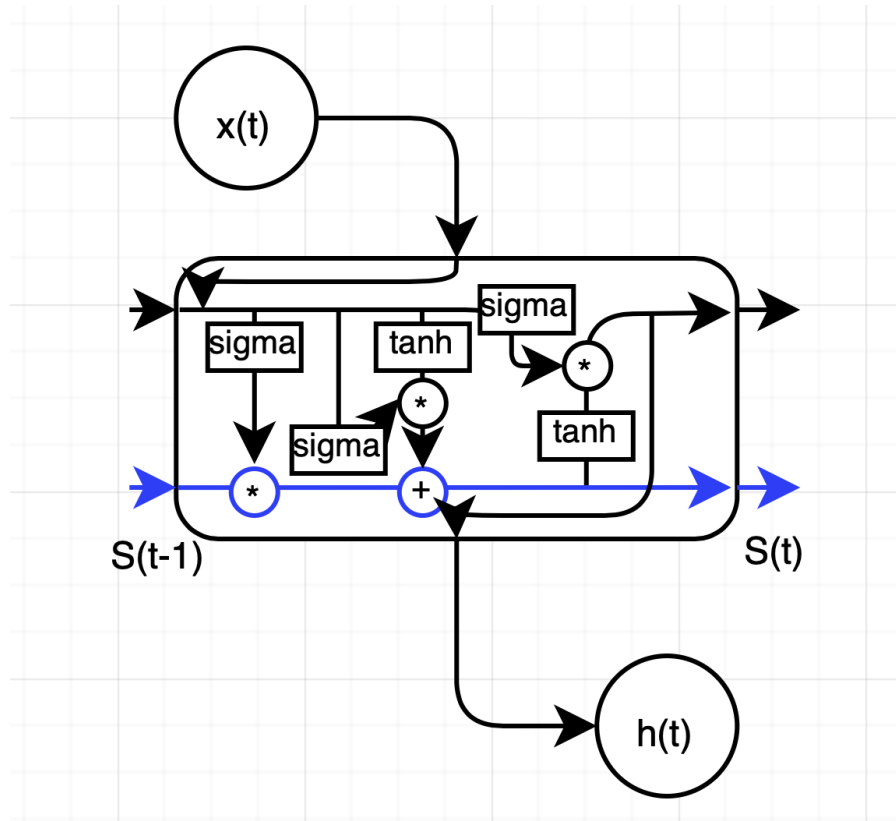 x(t)
sigma
sigma
tanh
*
*
sigma
tanh
*
+
S(t-1)
S(t)
h(t)